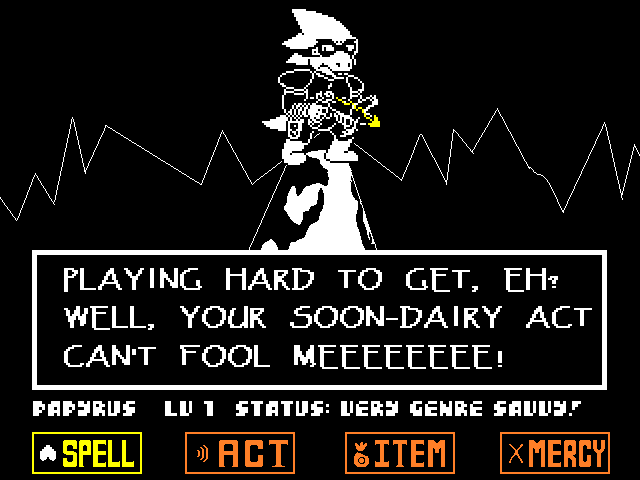 PLAYING HARD TO GET, EH?
WELL, YOUR SOON-DAIRY ACT
CAN'T FOOL MEEEEEEEE!
PAPYRUS LV 1 STATUS: VERY GENRE SAVVY!
SPELL ACT ITEM MERCY